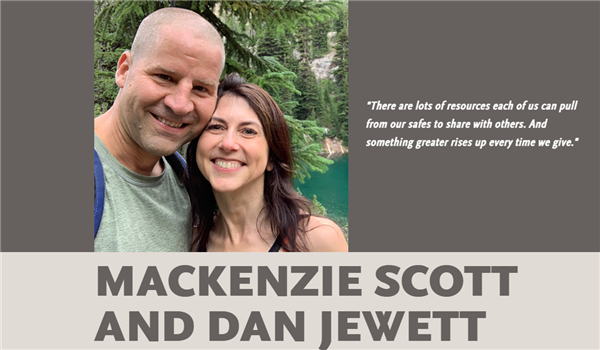 "There are lots of resources each of us can pull
from our safes to share with others. And
something greater rises up every time we give."
MACKENZIE SCOTT
AND DAN JEWETT